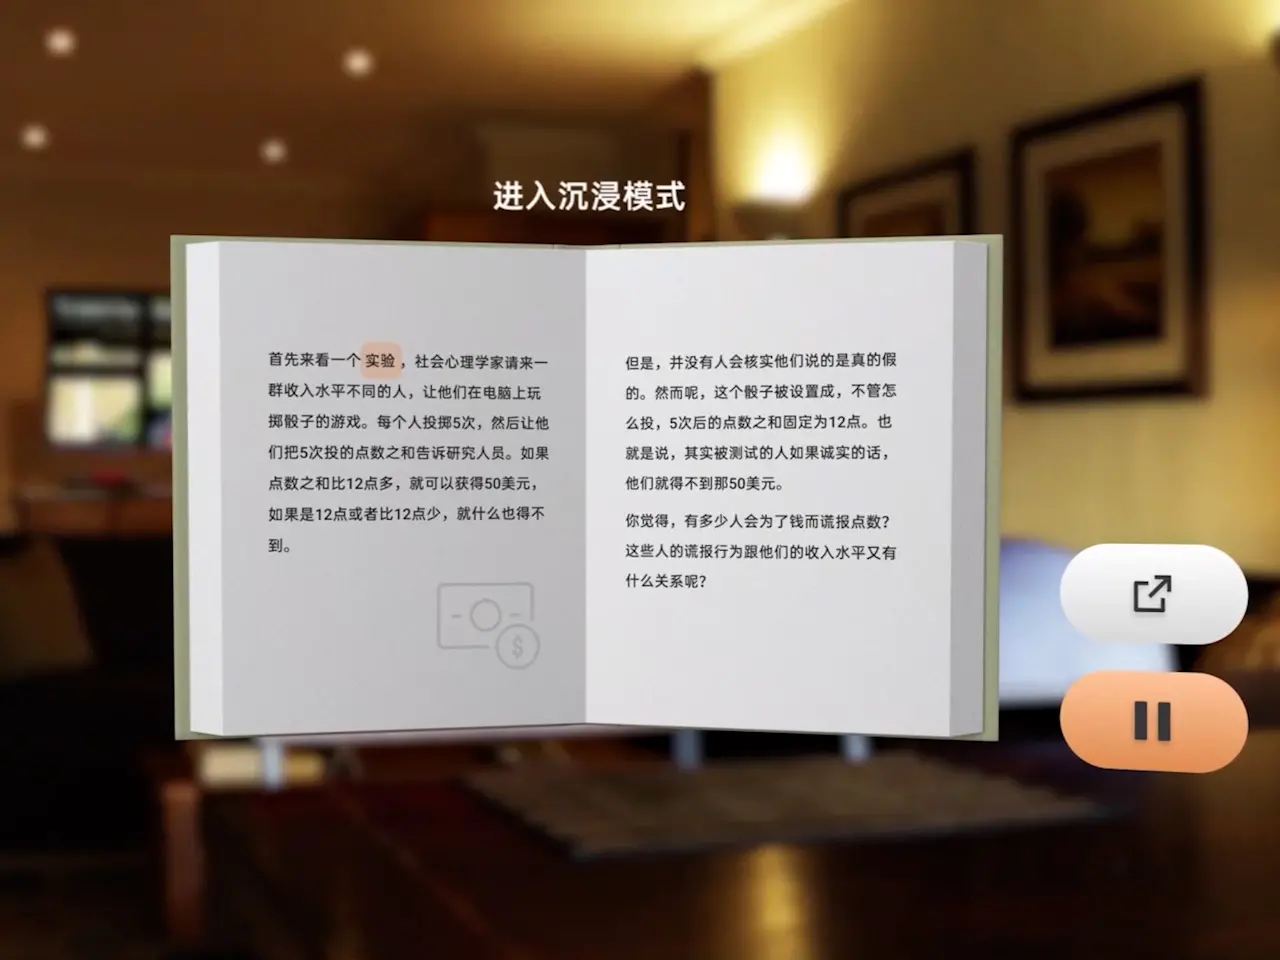 进入沉浸模式
首先来看一个 实验 ，社会心理学家请来一
群收入水平不同的人，让他们在电脑上玩
掷骰子的游戏。每个人投掷5次，然后让他
们把5次投的点数之和告诉研究人员。如果
点数之和比12点多，就可以获得50美元，
如果是12点或者比12点少，就什么也得不
到。
$
但是，并没有人会核实他们说的是真的假
的。然而呢，这个骰子被设置成，不管怎
么投，5次后的点数之和固定为12点。也
就是说，其实被测试的人如果诚实的话，
他们就得不到那50美元。
你觉得，有多少人会为了钱而谎报点数？
这些人的谎报行为跟他们的收入水平又有
什么关系呢？